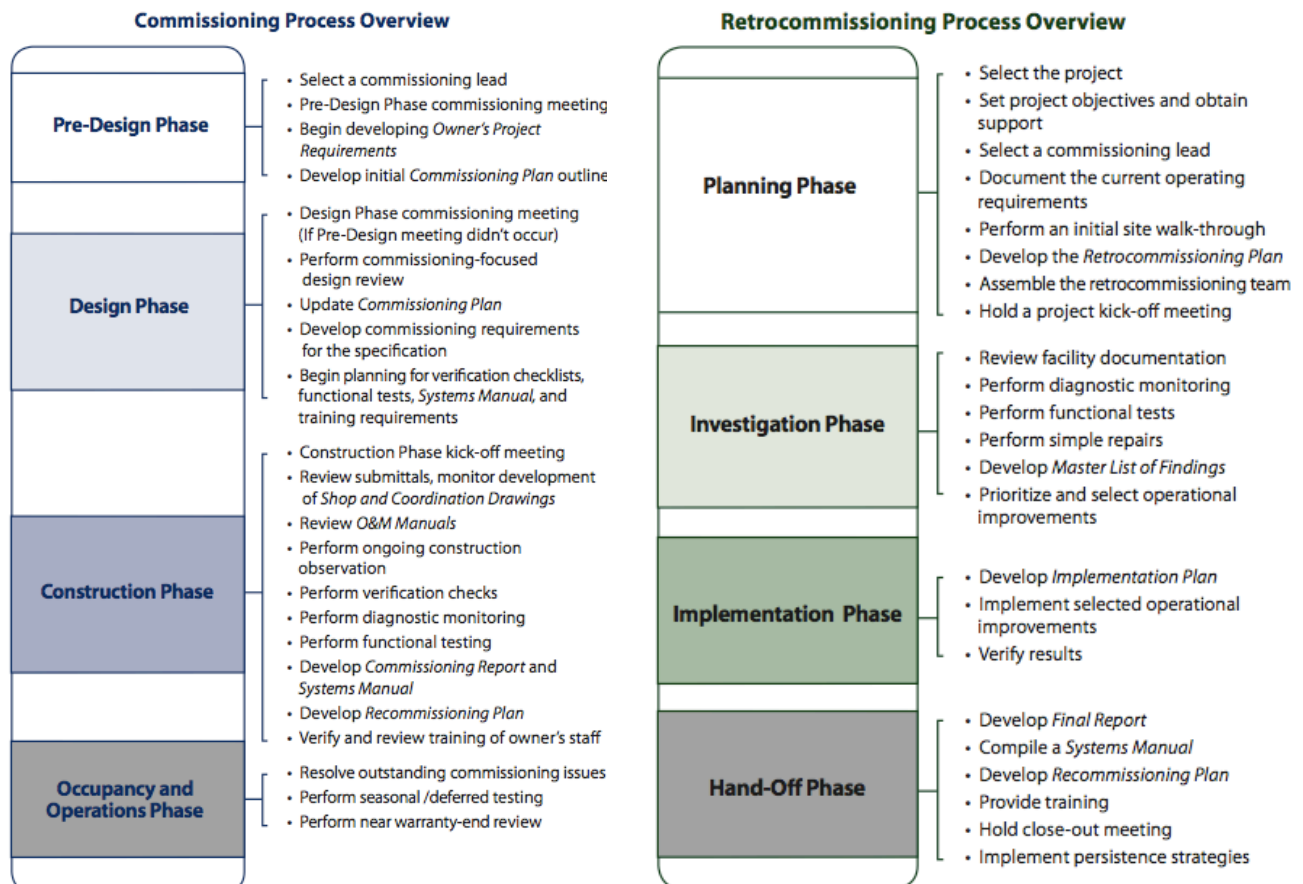 Commissioning Process Overview
Pre-Design Phase
• Select a commissioning lead
• Pre-Design Phase commissioning meeting
• Begin developing Owner's Project
Requirements
• Develop initial Commissioning Plan outline
Design Phase
• Design Phase commissioning meeting
(If Pre-Design meeting didn't occur)
• Perform commissioning-focused
design review
• Update Commissioning Plan
• Develop commissioning requirements
for the specification
• Begin planning for verification checklists,
functional tests, Systems Manual, and
training requirements
Construction Phase
• Construction Phase kick-off meeting
• Review submittals, monitor development
of Shop and Coordination Drawings
• Review O&M Manuals
• Perform ongoing construction
observation
• Perform verification checks
• Perform diagnostic monitoring
• Perform functional testing
• Develop Commissioning Report and
Systems Manual
• Develop Recommissioning Plan
• Verify and review training of owner's staff
Occupancy and
Operations Phase
• Resolve outstanding commissioning issues
• Perform seasonal /deferred testing
• Perform near warranty-end review
Retrocommissioning Process Overview
Planning Phase
• Select the project
• Set project objectives and obtain
support
• Select a commissioning lead
• Document the current operating
requirements
• Perform an initial site walk-through
• Develop the Retrocommissioning Plan
• Assemble the retrocommissioning team
• Hold a project kick-off meeting
Investigation Phase
• Review facility documentation
• Perform diagnostic monitoring
• Perform functional tests
• Perform simple repairs
• Develop Master List of Findings
• Prioritize and select operational
improvements
Implementation Phase
• Develop Implementation Plan
• Implement selected operational
improvements
• Verify results
Hand-Off Phase
• Develop Final Report
• Compile a Systems Manual
• Develop Recommissioning Plan
• Provide training
• Hold close-out meeting
• Implement persistence strategies